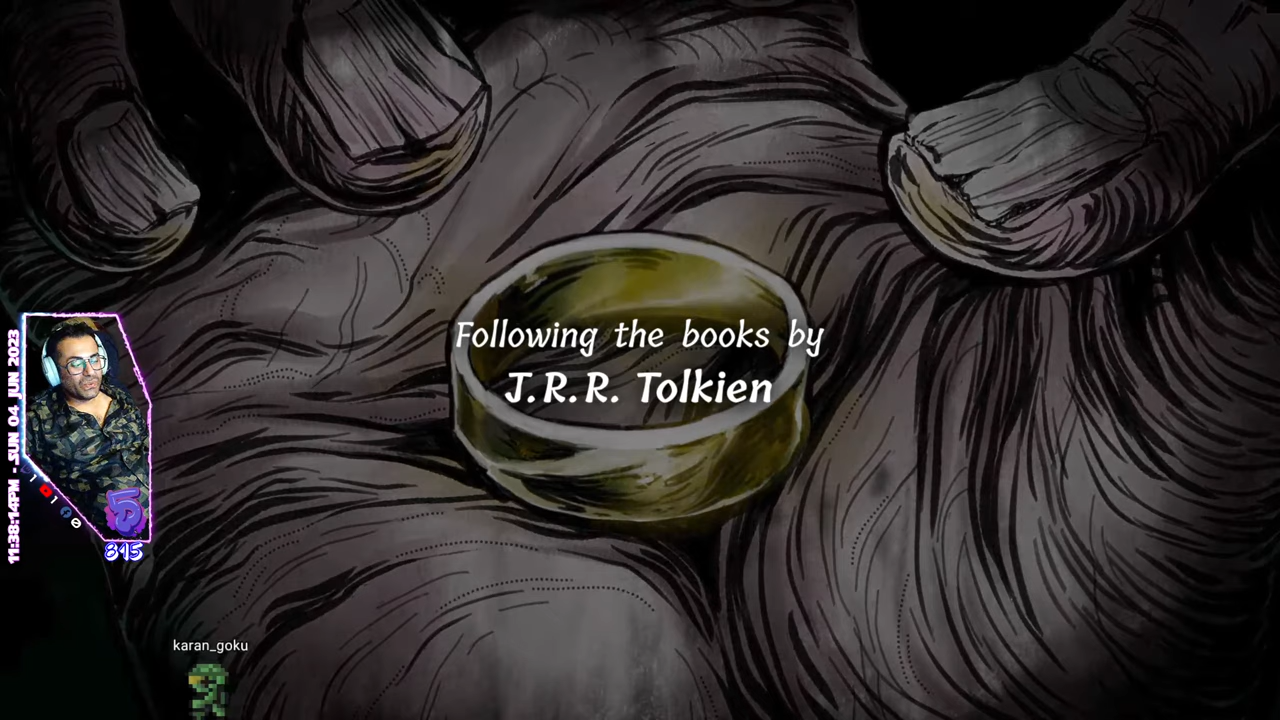 Following the books by
J.R.R. Tolkien
11:38:14PM - SUN 04 JUN 2023
815
karan_goku